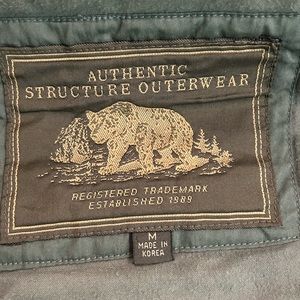 AUTHENTIC
STRUCTURE OUTERWEAR
REGISTERED TRADEMARK
ESTABLISHED 1989
M
MADE IN
KOREA